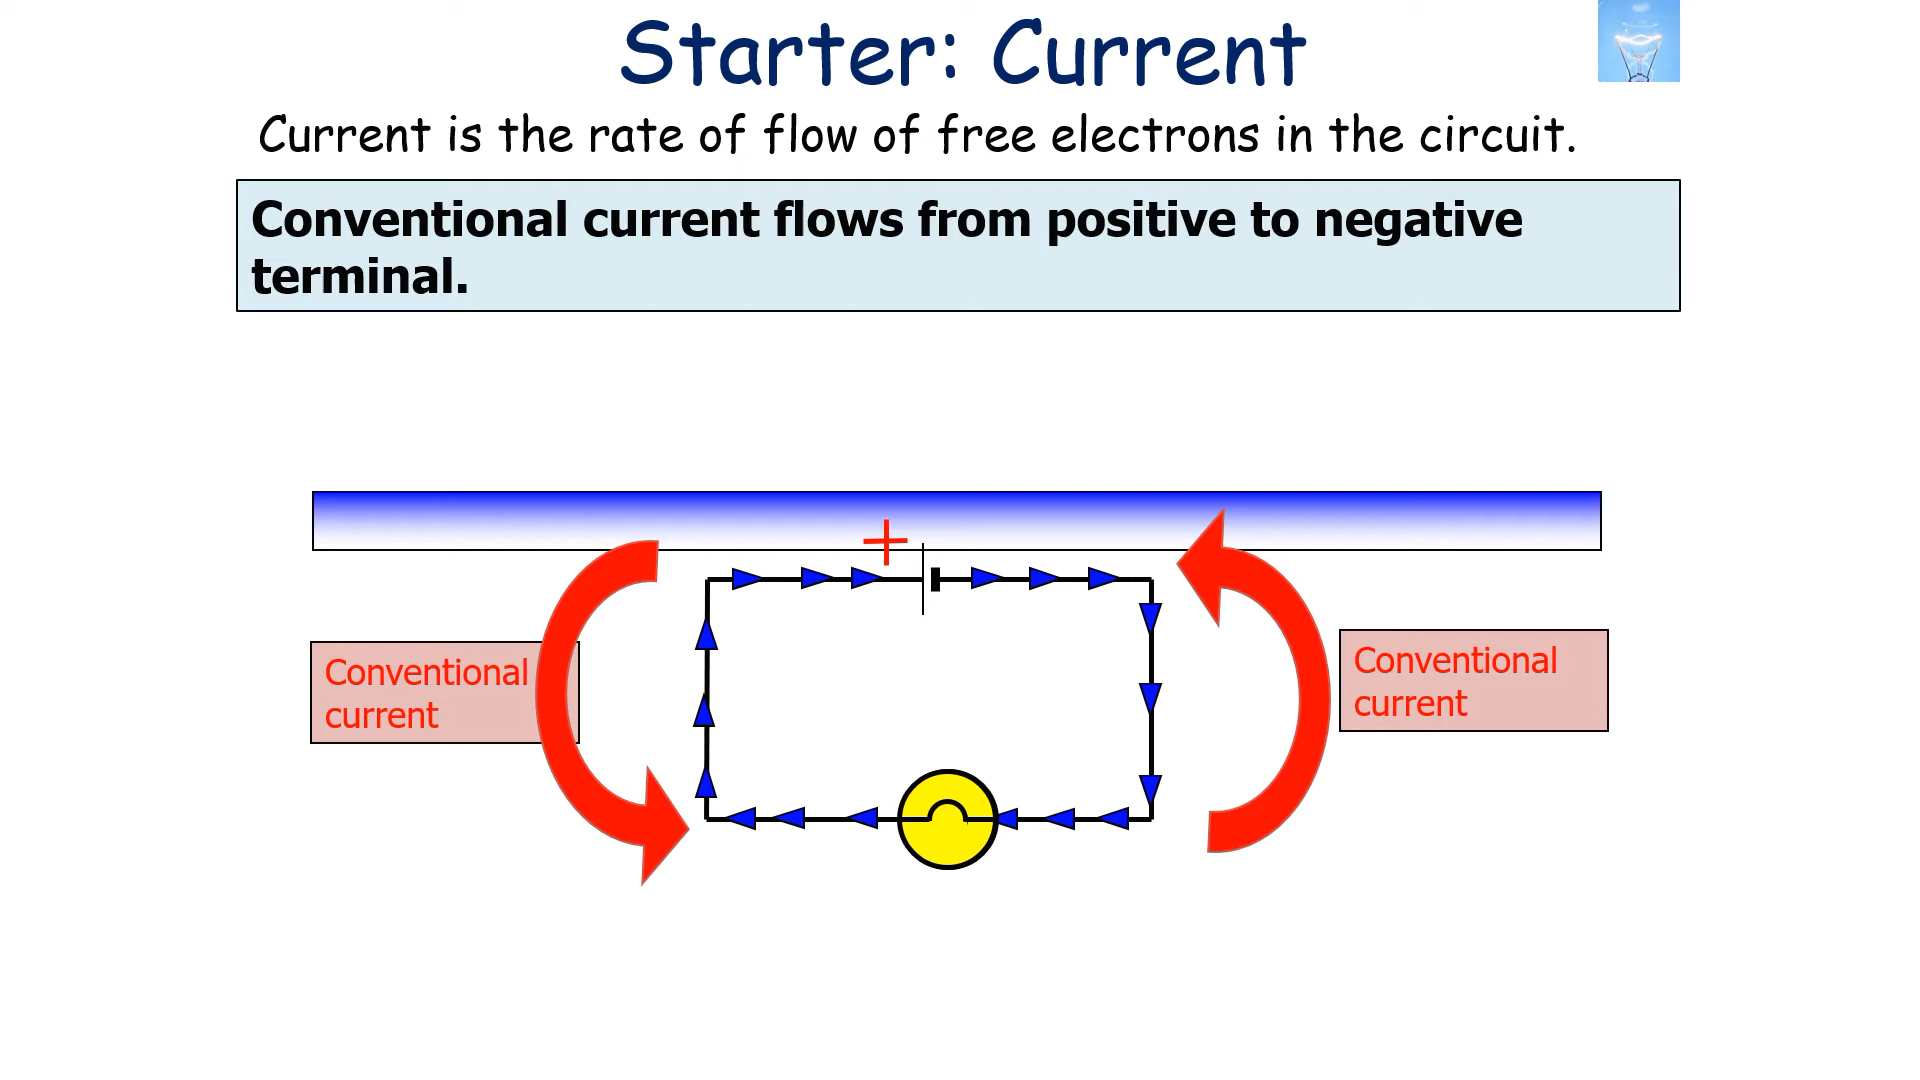 Starter: Current
Current is the rate of flow of free electrons in the circuit.
Conventional current flows from positive to negative
terminal.
+
Conventional
current
Conventional
current